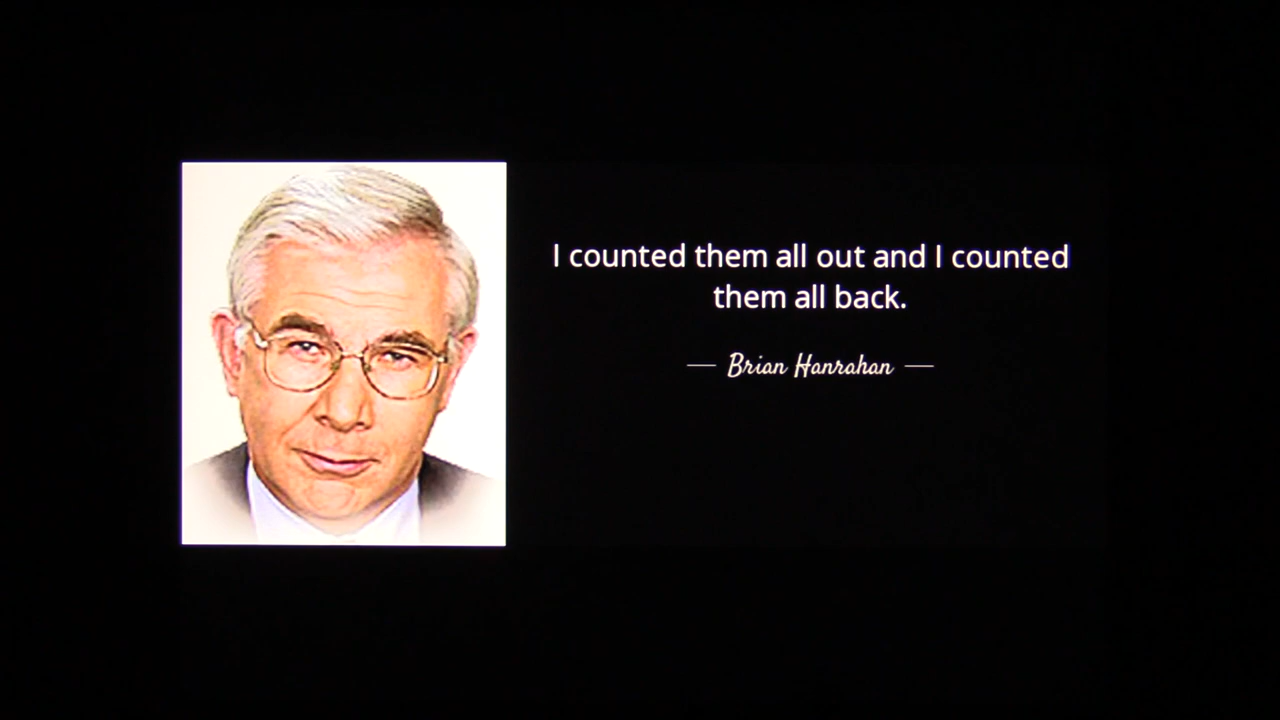 I counted them all out and I counted
them all back.
Brian Hanrahan